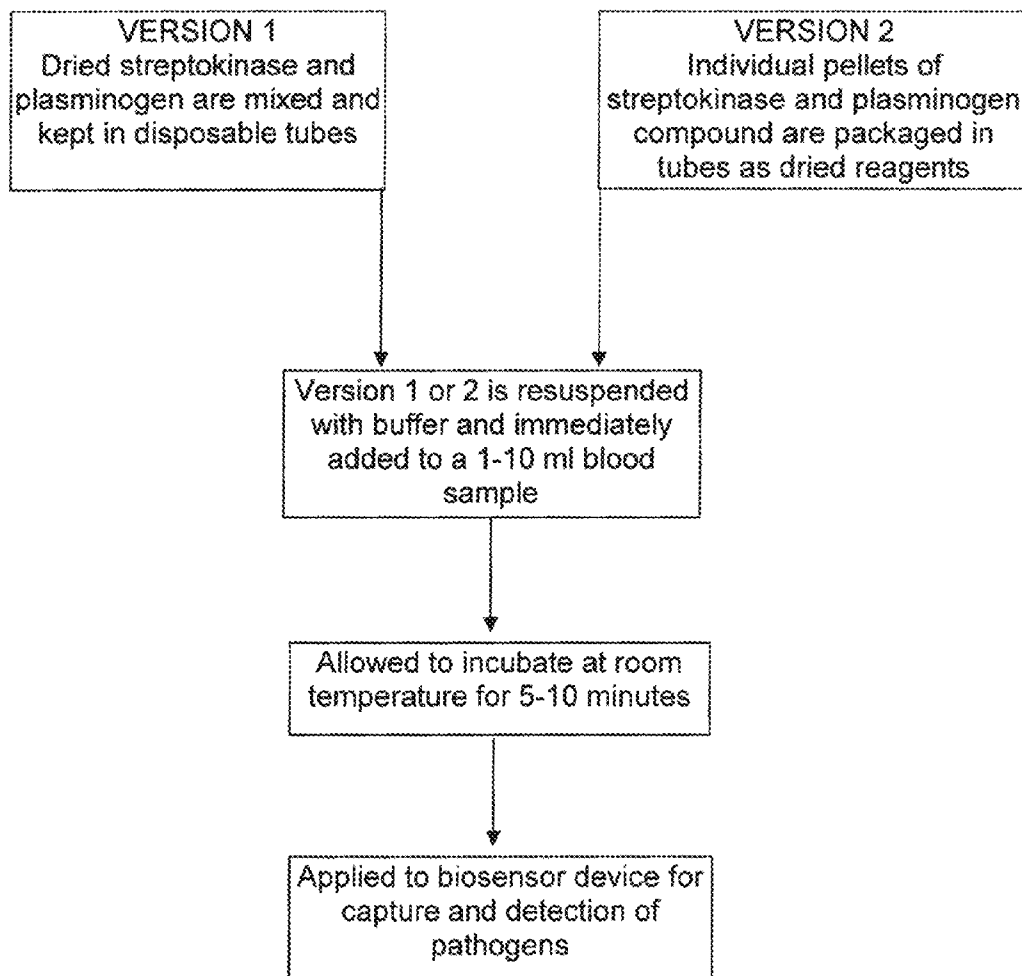 VERSION 1
Dried streptokinase and
plasminogen are mixed and
kept in disposable tubes
VERSION 2
Individual pellets of
streptokinase and plasminogen
compound are packaged in
tubes as dried reagents
Version 1 or 2 is resuspended
with buffer and immediately
added to a 1-10 ml blood
sample
Allowed to incubate at room
temperature for 5-10 minutes
Applied to biosensor device for
capture and detection of
pathogens